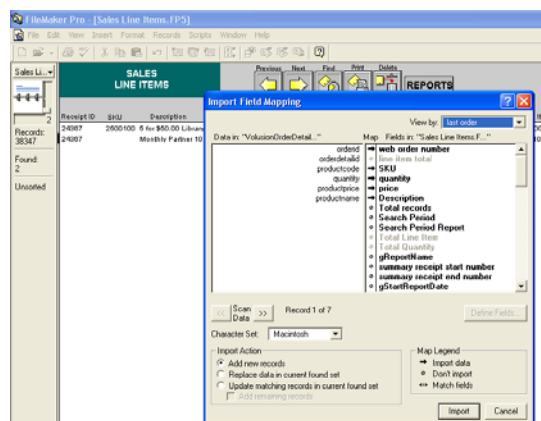 FileMaker Pro - [Sales Line Items.FP5]
File Edit View Insert Format Records Scripts Window Help
Sales Li...
SALES
LINE ITEMS
Previous Next Find Print Delete
REPORTS
2
Records:
38347
Found:
2
Unsorted
Receipt ID SKU Description
24367 2600100 6 for $60.00 Library
24367 Monthly Partner 10
Import Field Mapping
View by: last order
Data in: "VolusionOrderDetail..." Map Fields in: "Sales Line Items.F..."
orderid web order number
orderdetailid line item total
productcode SKU
quantity quantity
productprice price
productname Description
Total records
Search Period
Search Period Report
Total Line Item
Total Quantity
gReportName
summary receipt start number
summary receipt end number
gStartReportDate
<< Scan Data >> Record 1 of 7
Define Fields...
Character Set: Macintosh
Import Action
Add new records
Replace data in current found set
Update matching records in current found set
Add remaining records
Map Legend
Import data
Don't import
Match fields
Import Cancel